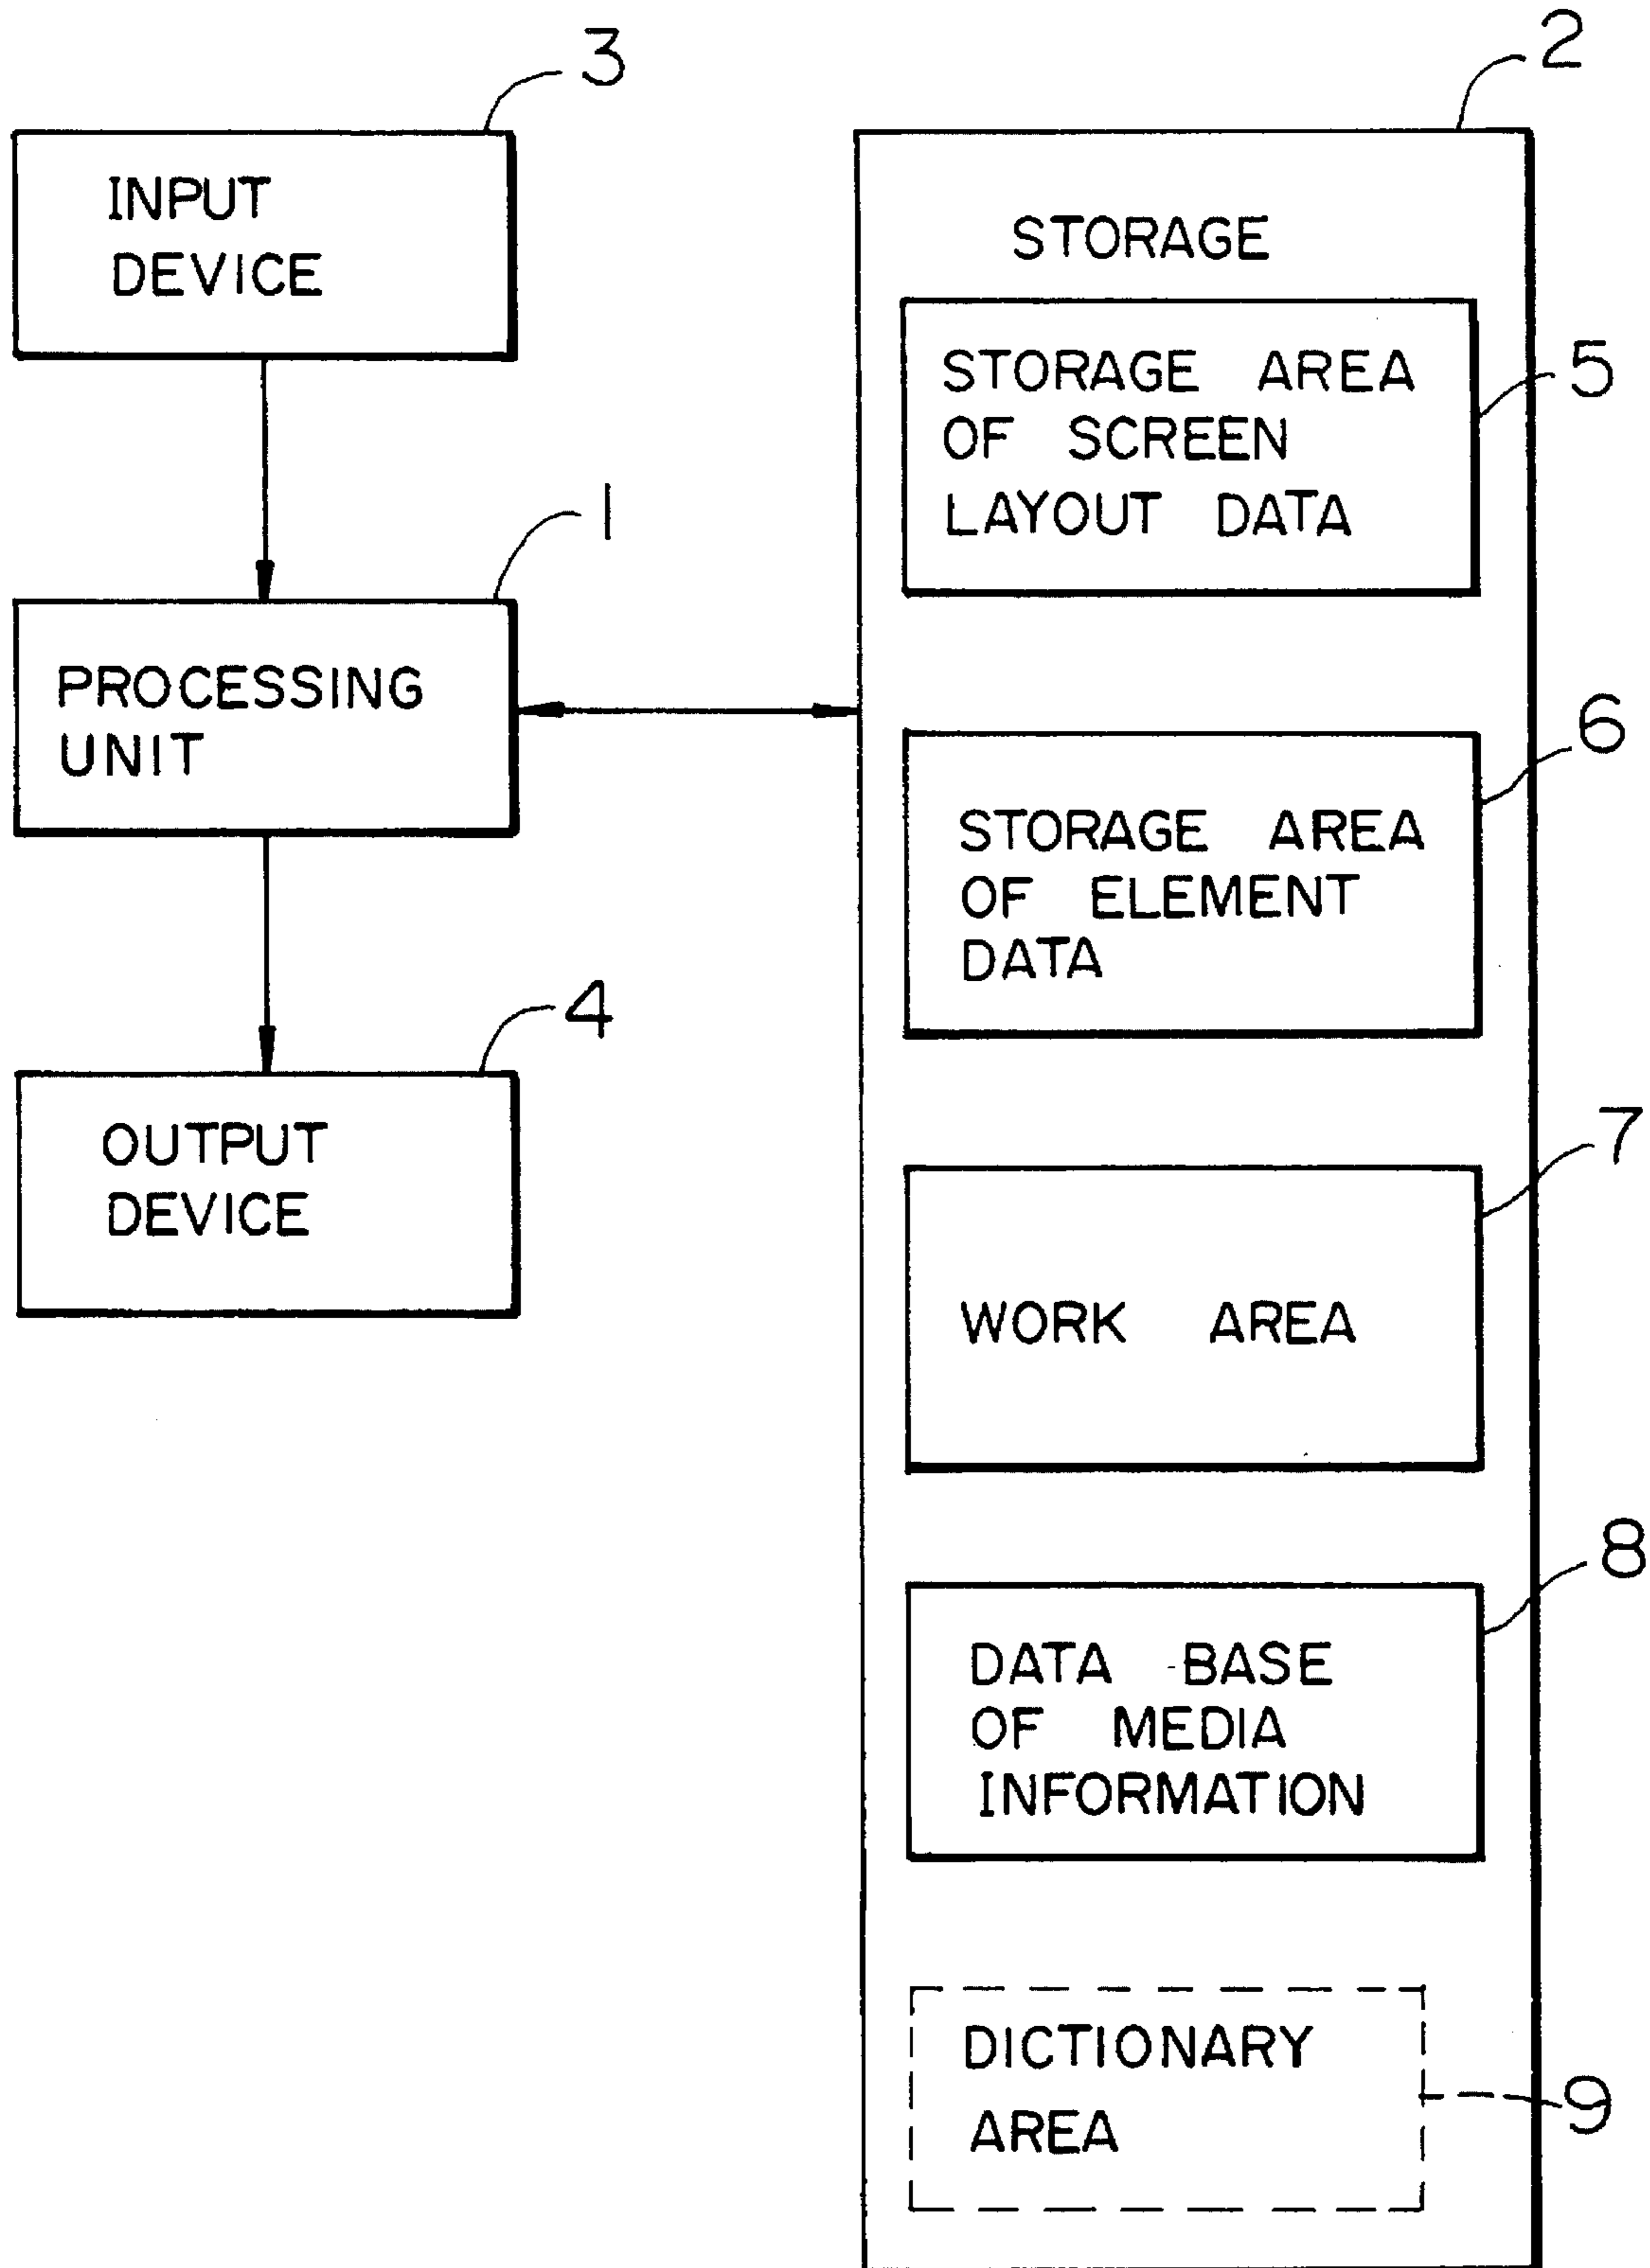 3
INPUT
DEVICE
1
PROCESSING
UNIT
4
OUTPUT
DEVICE
2
STORAGE
5
STORAGE AREA
OF SCREEN
LAYOUT DATA
6
STORAGE AREA
OF ELEMENT
DATA
7
WORK AREA
8
DATA BASE
OF MEDIA
INFORMATION
9
DICTIONARY
AREA